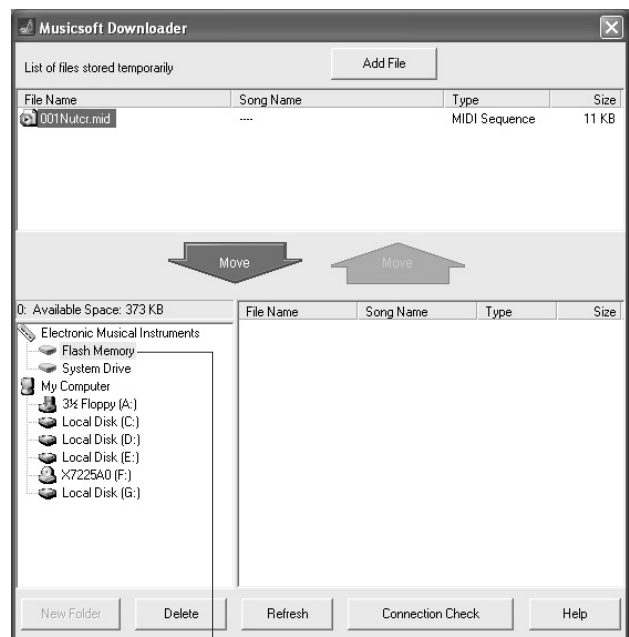 Musicsoft Downloader
List of files stored temporarily
Add File
File Name Song Name Type Size
001Nutcr.mid ---- MIDI Sequence 11 KB
Move Move
0: Available Space: 373 KB
File Name Song Name Type Size
Electronic Musical Instruments
Flash Memory
System Drive
My Computer
3½ Floppy (A:)
Local Disk (C:)
Local Disk (D:)
Local Disk (E:)
X7225A0 (F:)
Local Disk (G:)
New Folder Delete Refresh Connection Check Help